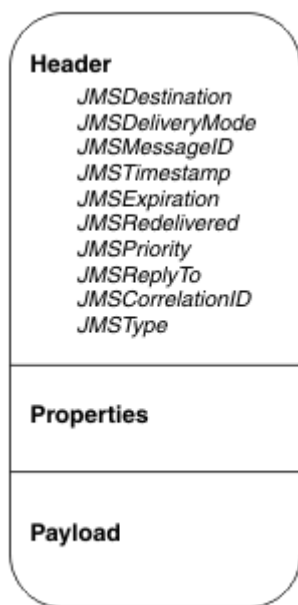 Header
JMSDestination
JMSDeliveryMode
JMSMessageID
JMSTimestamp
JMSExpiration
JMSRedelivered
JMSPriority
JMSReplyTo
JMSCorrelationID
JMSType
Properties
Payload